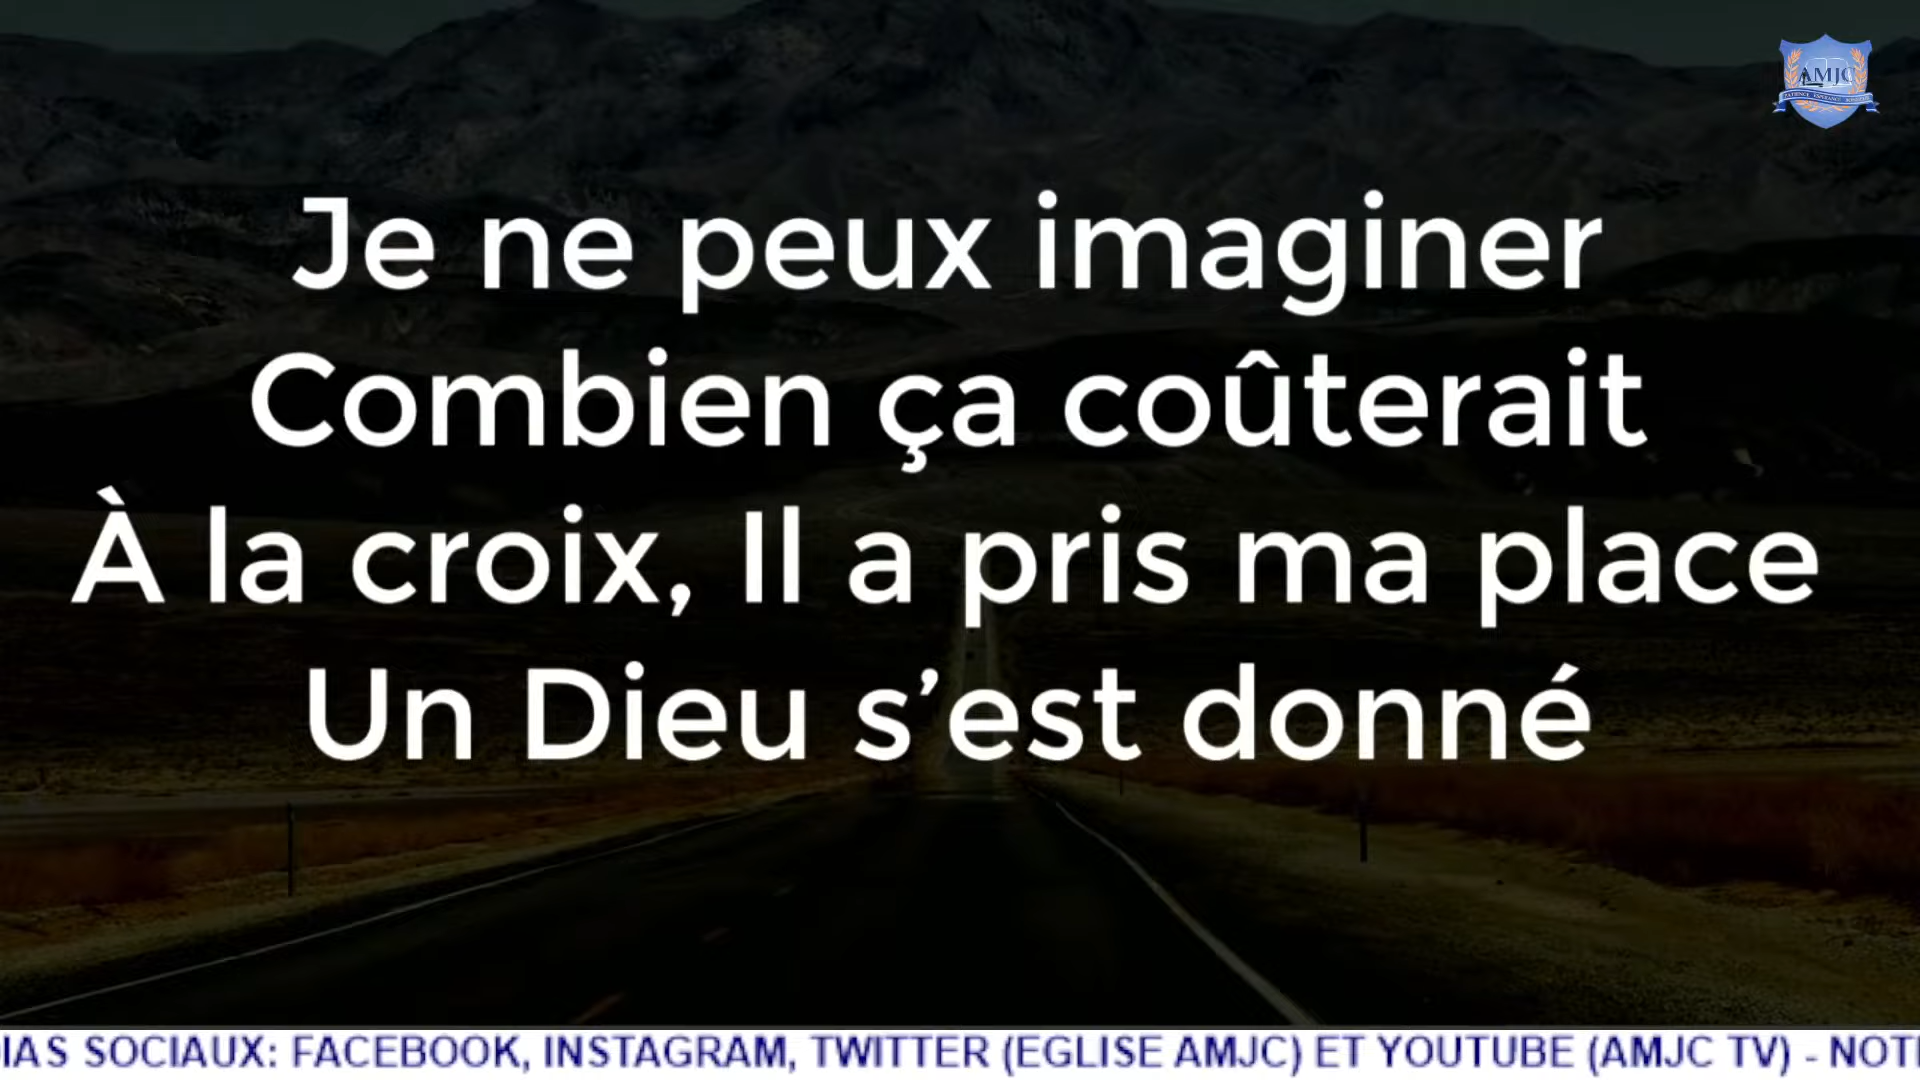 AMJC
Je ne peux imaginer
Combien ça coûterait
À la croix, Il a pris ma place
Un Dieu s’est donné
IAS SOCIAUX: FACEBOOK, INSTAGRAM, TWITTER (EGLISE AMJC) ET YOUTUBE (AMJC TV) - NOT